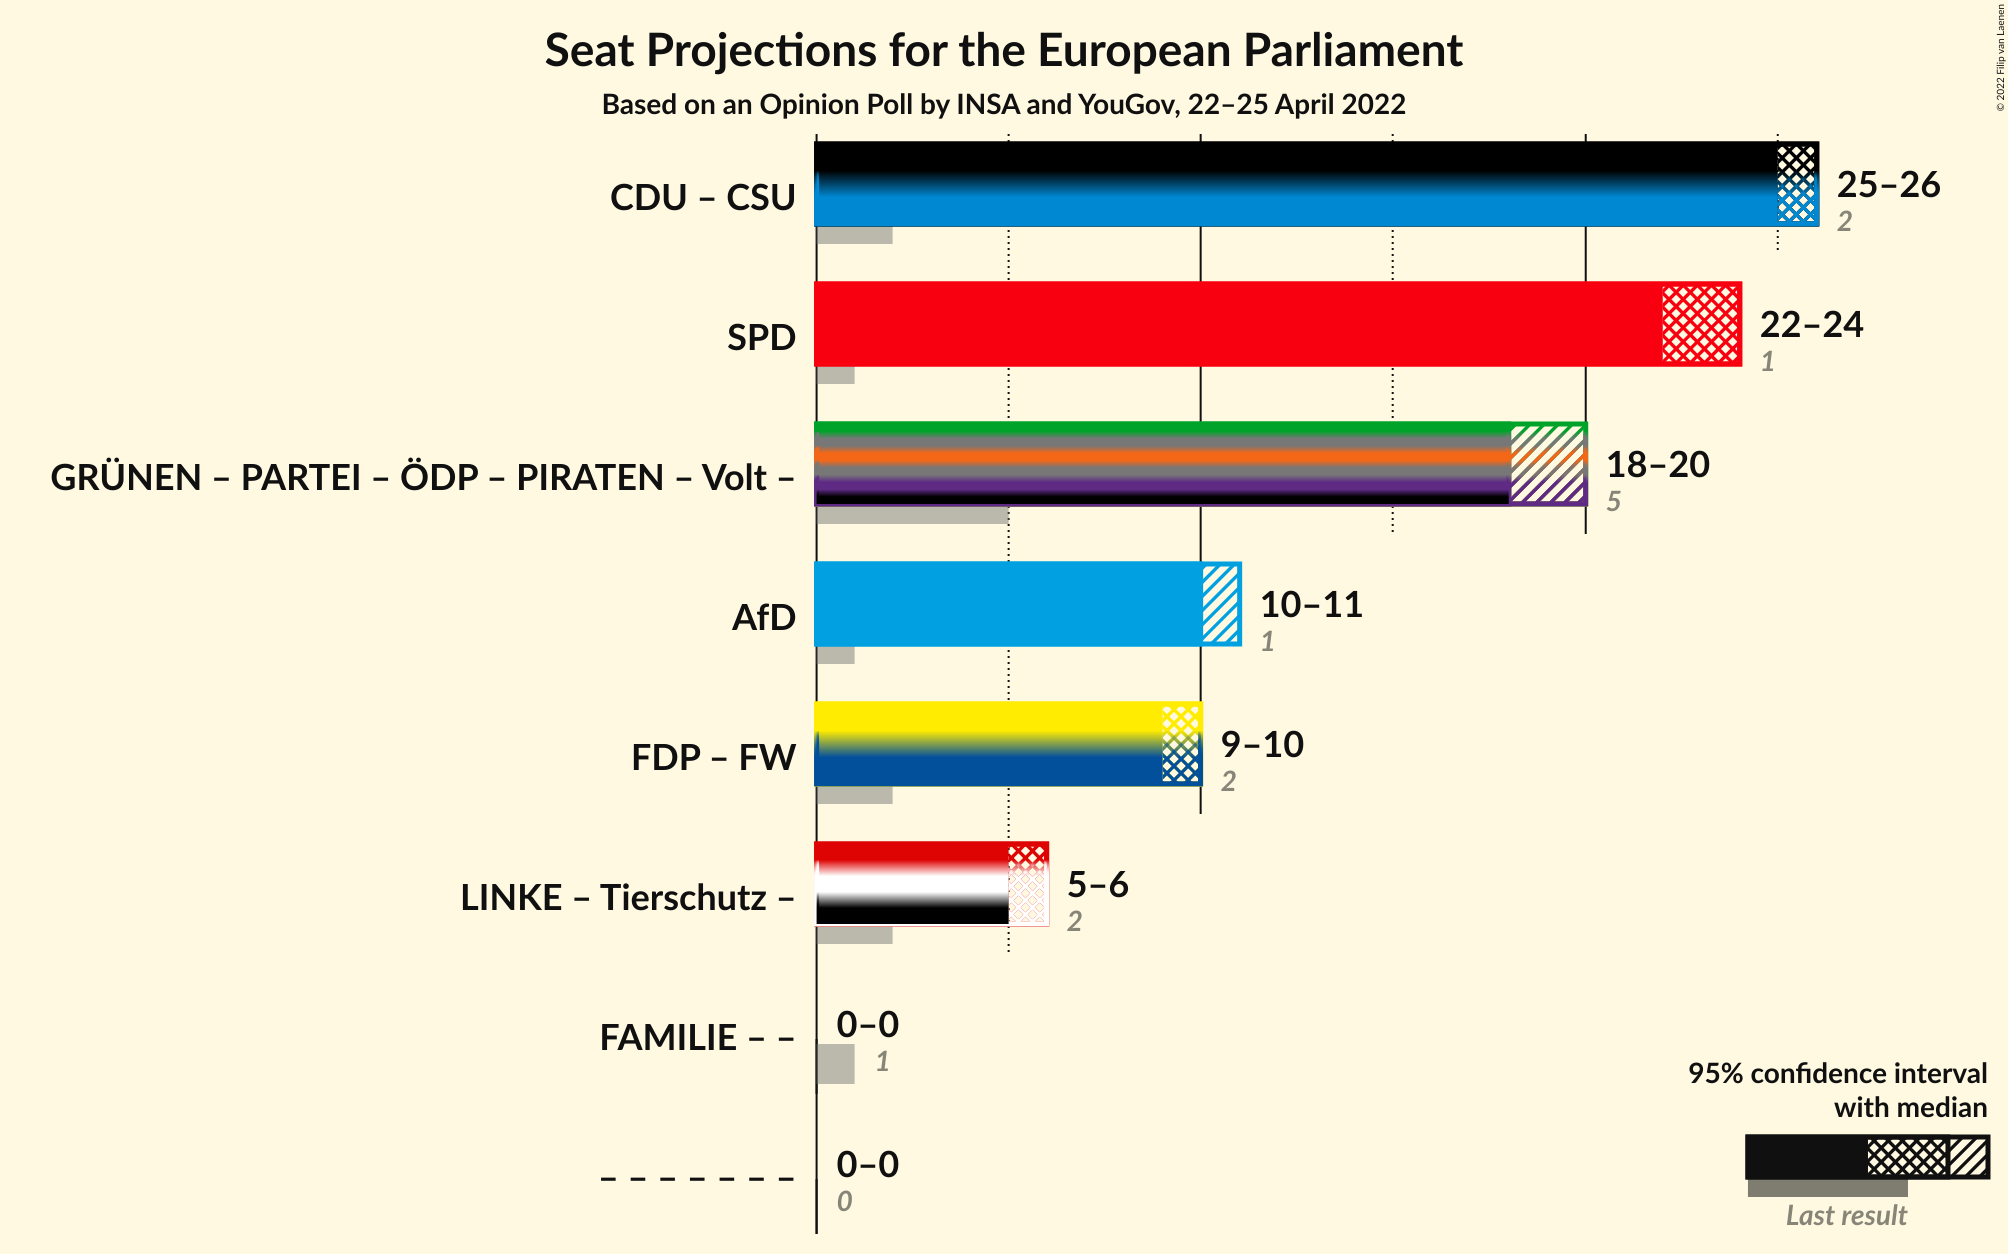 Seat Projections for the European Parliament
Based on an Opinion Poll by INSA and YouGov, 22–25 April 2022
© 2022 Filip van Laenen
CDU – CSU
25–26
2
SPD
22–24
1
GRÜNEN – PARTEI – ÖDP – PIRATEN – Volt –
18–20
5
AfD
10–11
1
FDP – FW
9–10
2
LINKE – Tierschutz –
5–6
2
FAMILIE – –
0–0
1
– – – – – – –
0–0
0
95% confidence interval
with median
Last result